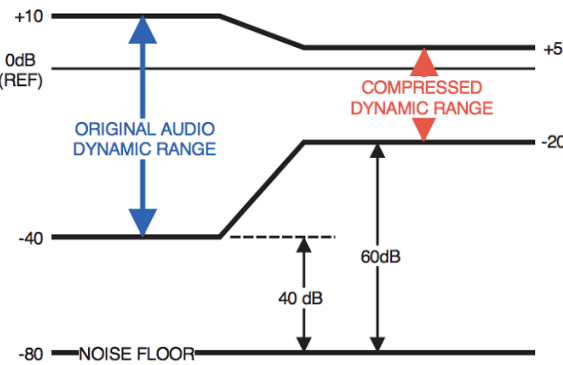 +10
+5
0dB
(REF)
COMPRESSED
DYNAMIC RANGE
ORIGINAL AUDIO
DYNAMIC RANGE
-20
-40
60dB
40 dB
-80
NOISE FLOOR